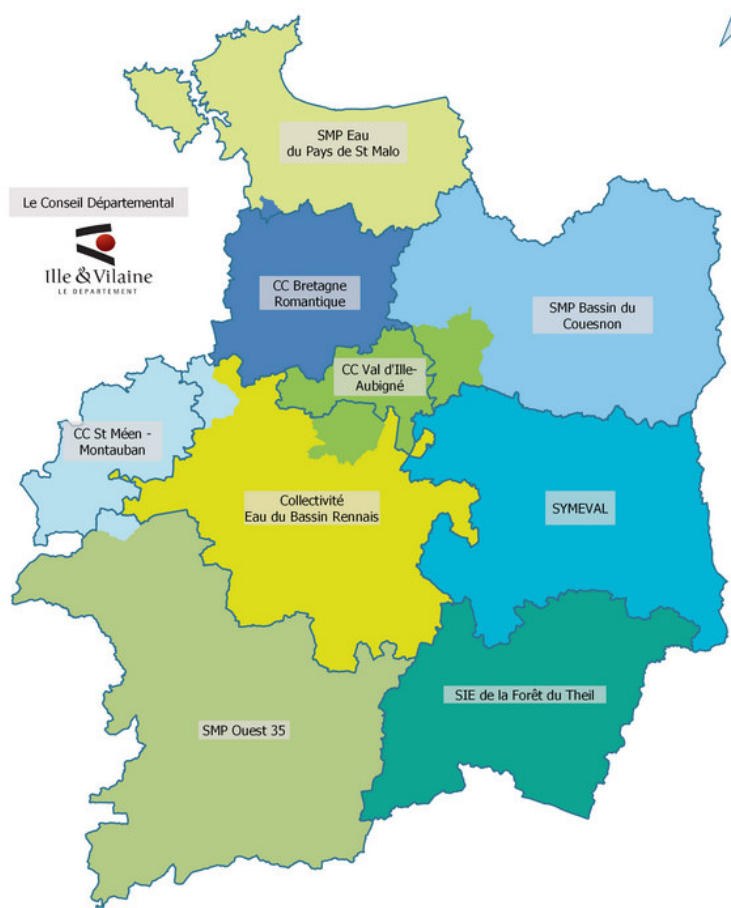 SMP Eau
du Pays de St Malo
Le Conseil Départemental
Ille & Vilaine
LE DEPARTEMENT
CC Bretagne
Romantique
SMP Bassin du
Couesnon
CC Val d'Ille-
Aubigné
CC St Méen -
Montauban
Collectivité
Eau du Bassin Rennais
SYMEVAL
SIE de la Forêt du Theil
SMP Ouest 35